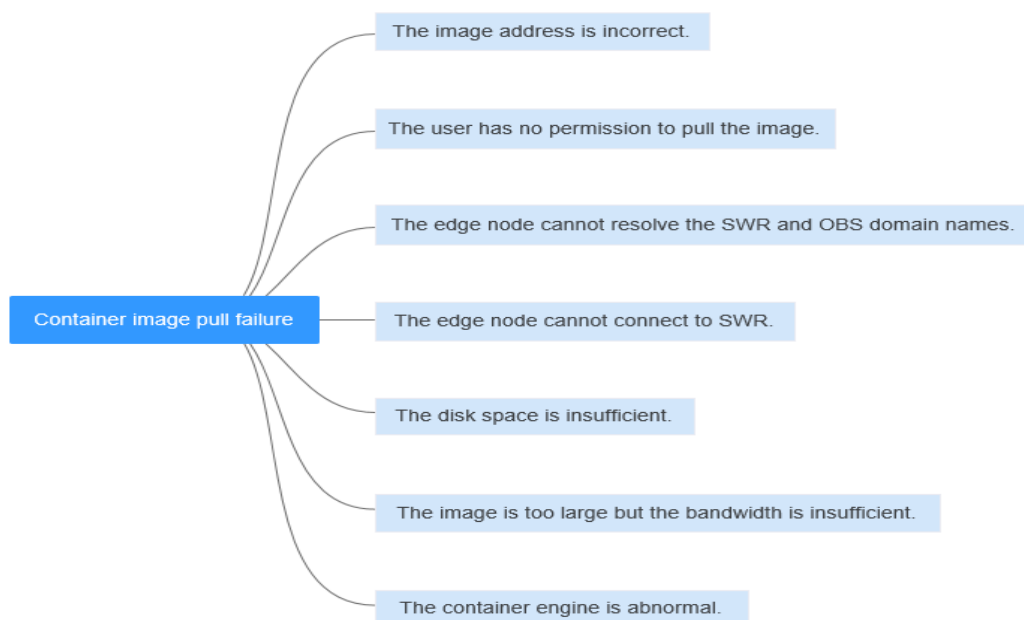 The image address is incorrect.
The user has no permission to pull the image.
The edge node cannot resolve the SWR and OBS domain names.
Container image pull failure
The edge node cannot connect to SWR.
The disk space is insufficient.
The image is too large but the bandwidth is insufficient.
The container engine is abnormal.